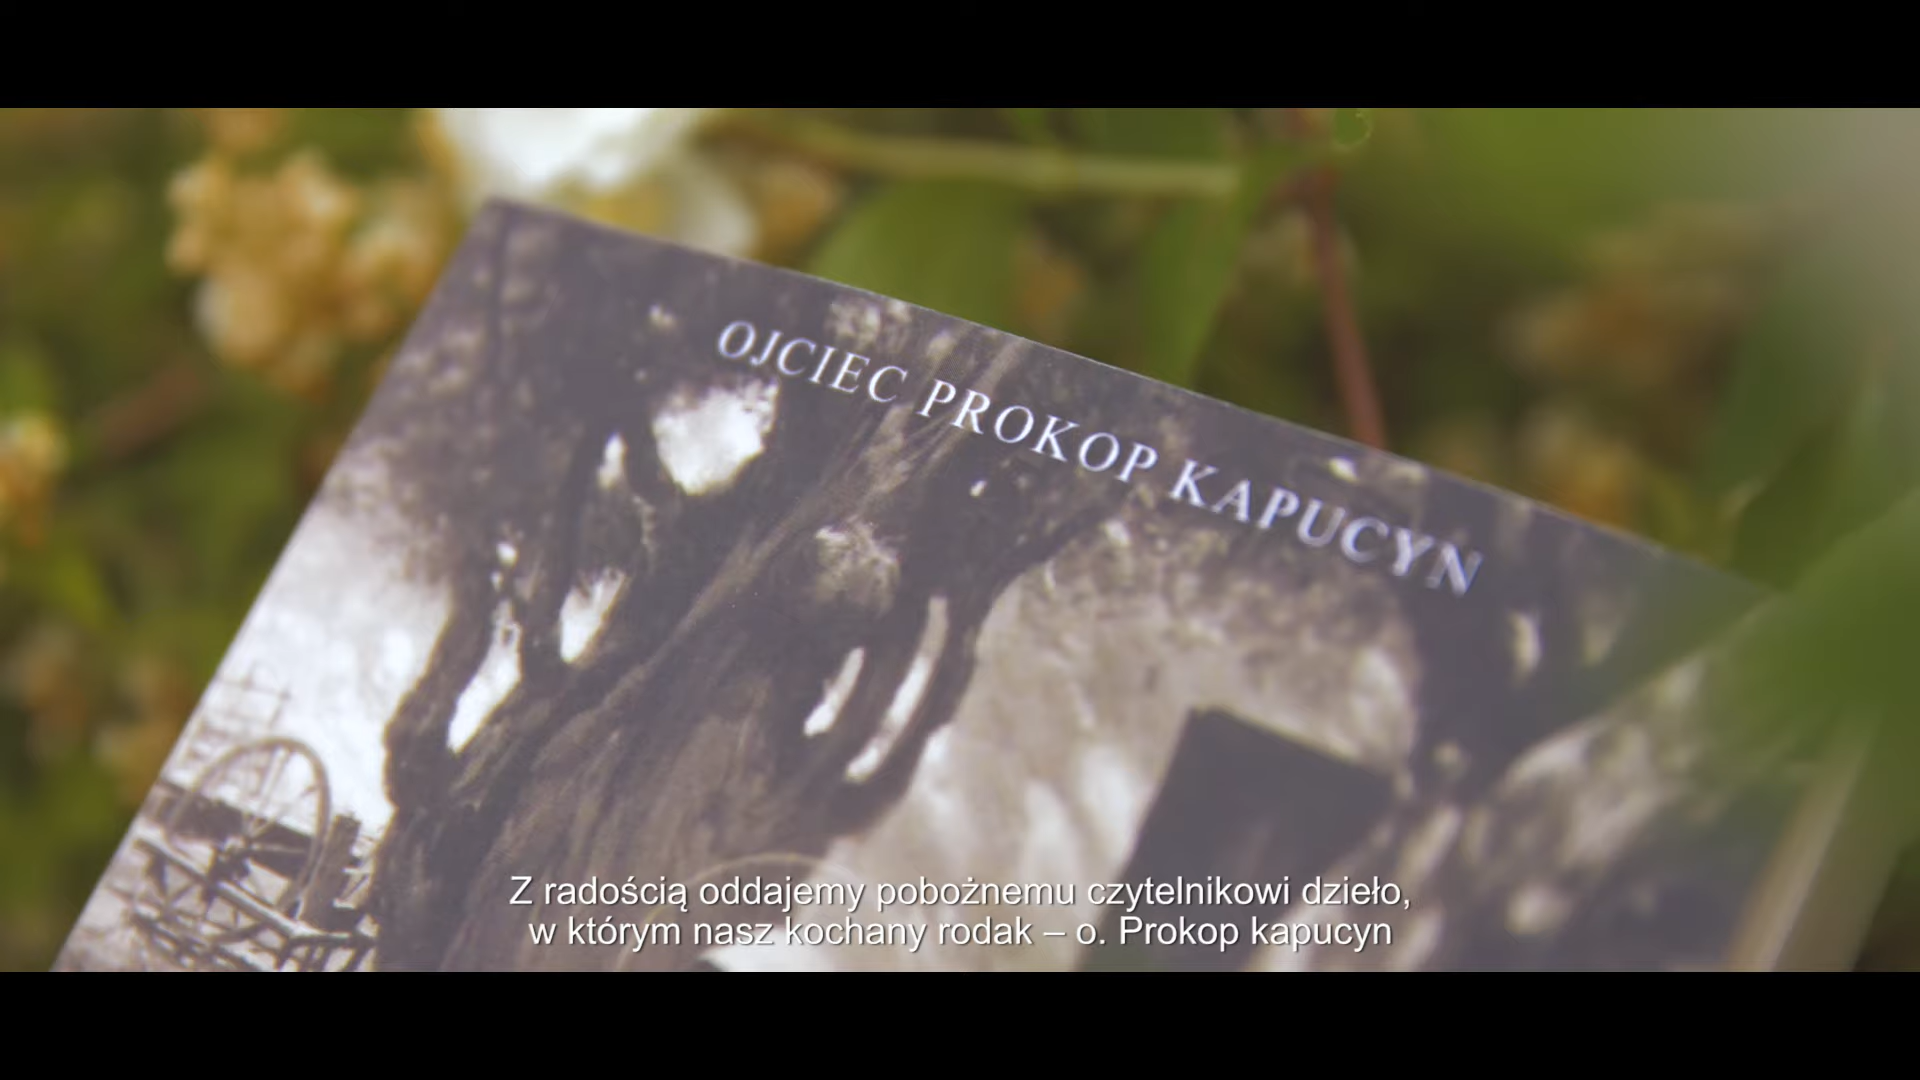 OJCIEC PROKOP KAPUCYN
Z radością oddajemy pobożnemu czytelnikowi dzieło,
w którym nasz kochany rodak – o. Prokop kapucyn